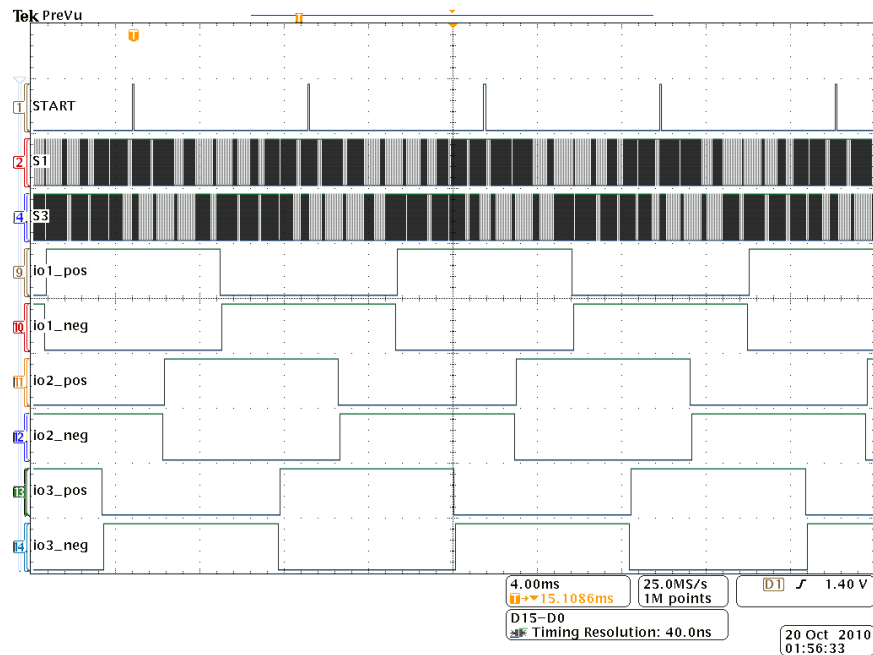 Tek PreVu
T
T
1 START
2 S1
4 S3
9 io1_pos
10 io1_neg
11 io2_pos
12 io2_neg
13 io3_pos
14 io3_neg
4.00ms
T→▼15.1086ms
25.0MS/s
1M points
D1 1.40 V
D15-D0
Timing Resolution: 40.0ns
20 Oct 2010
01:56:33